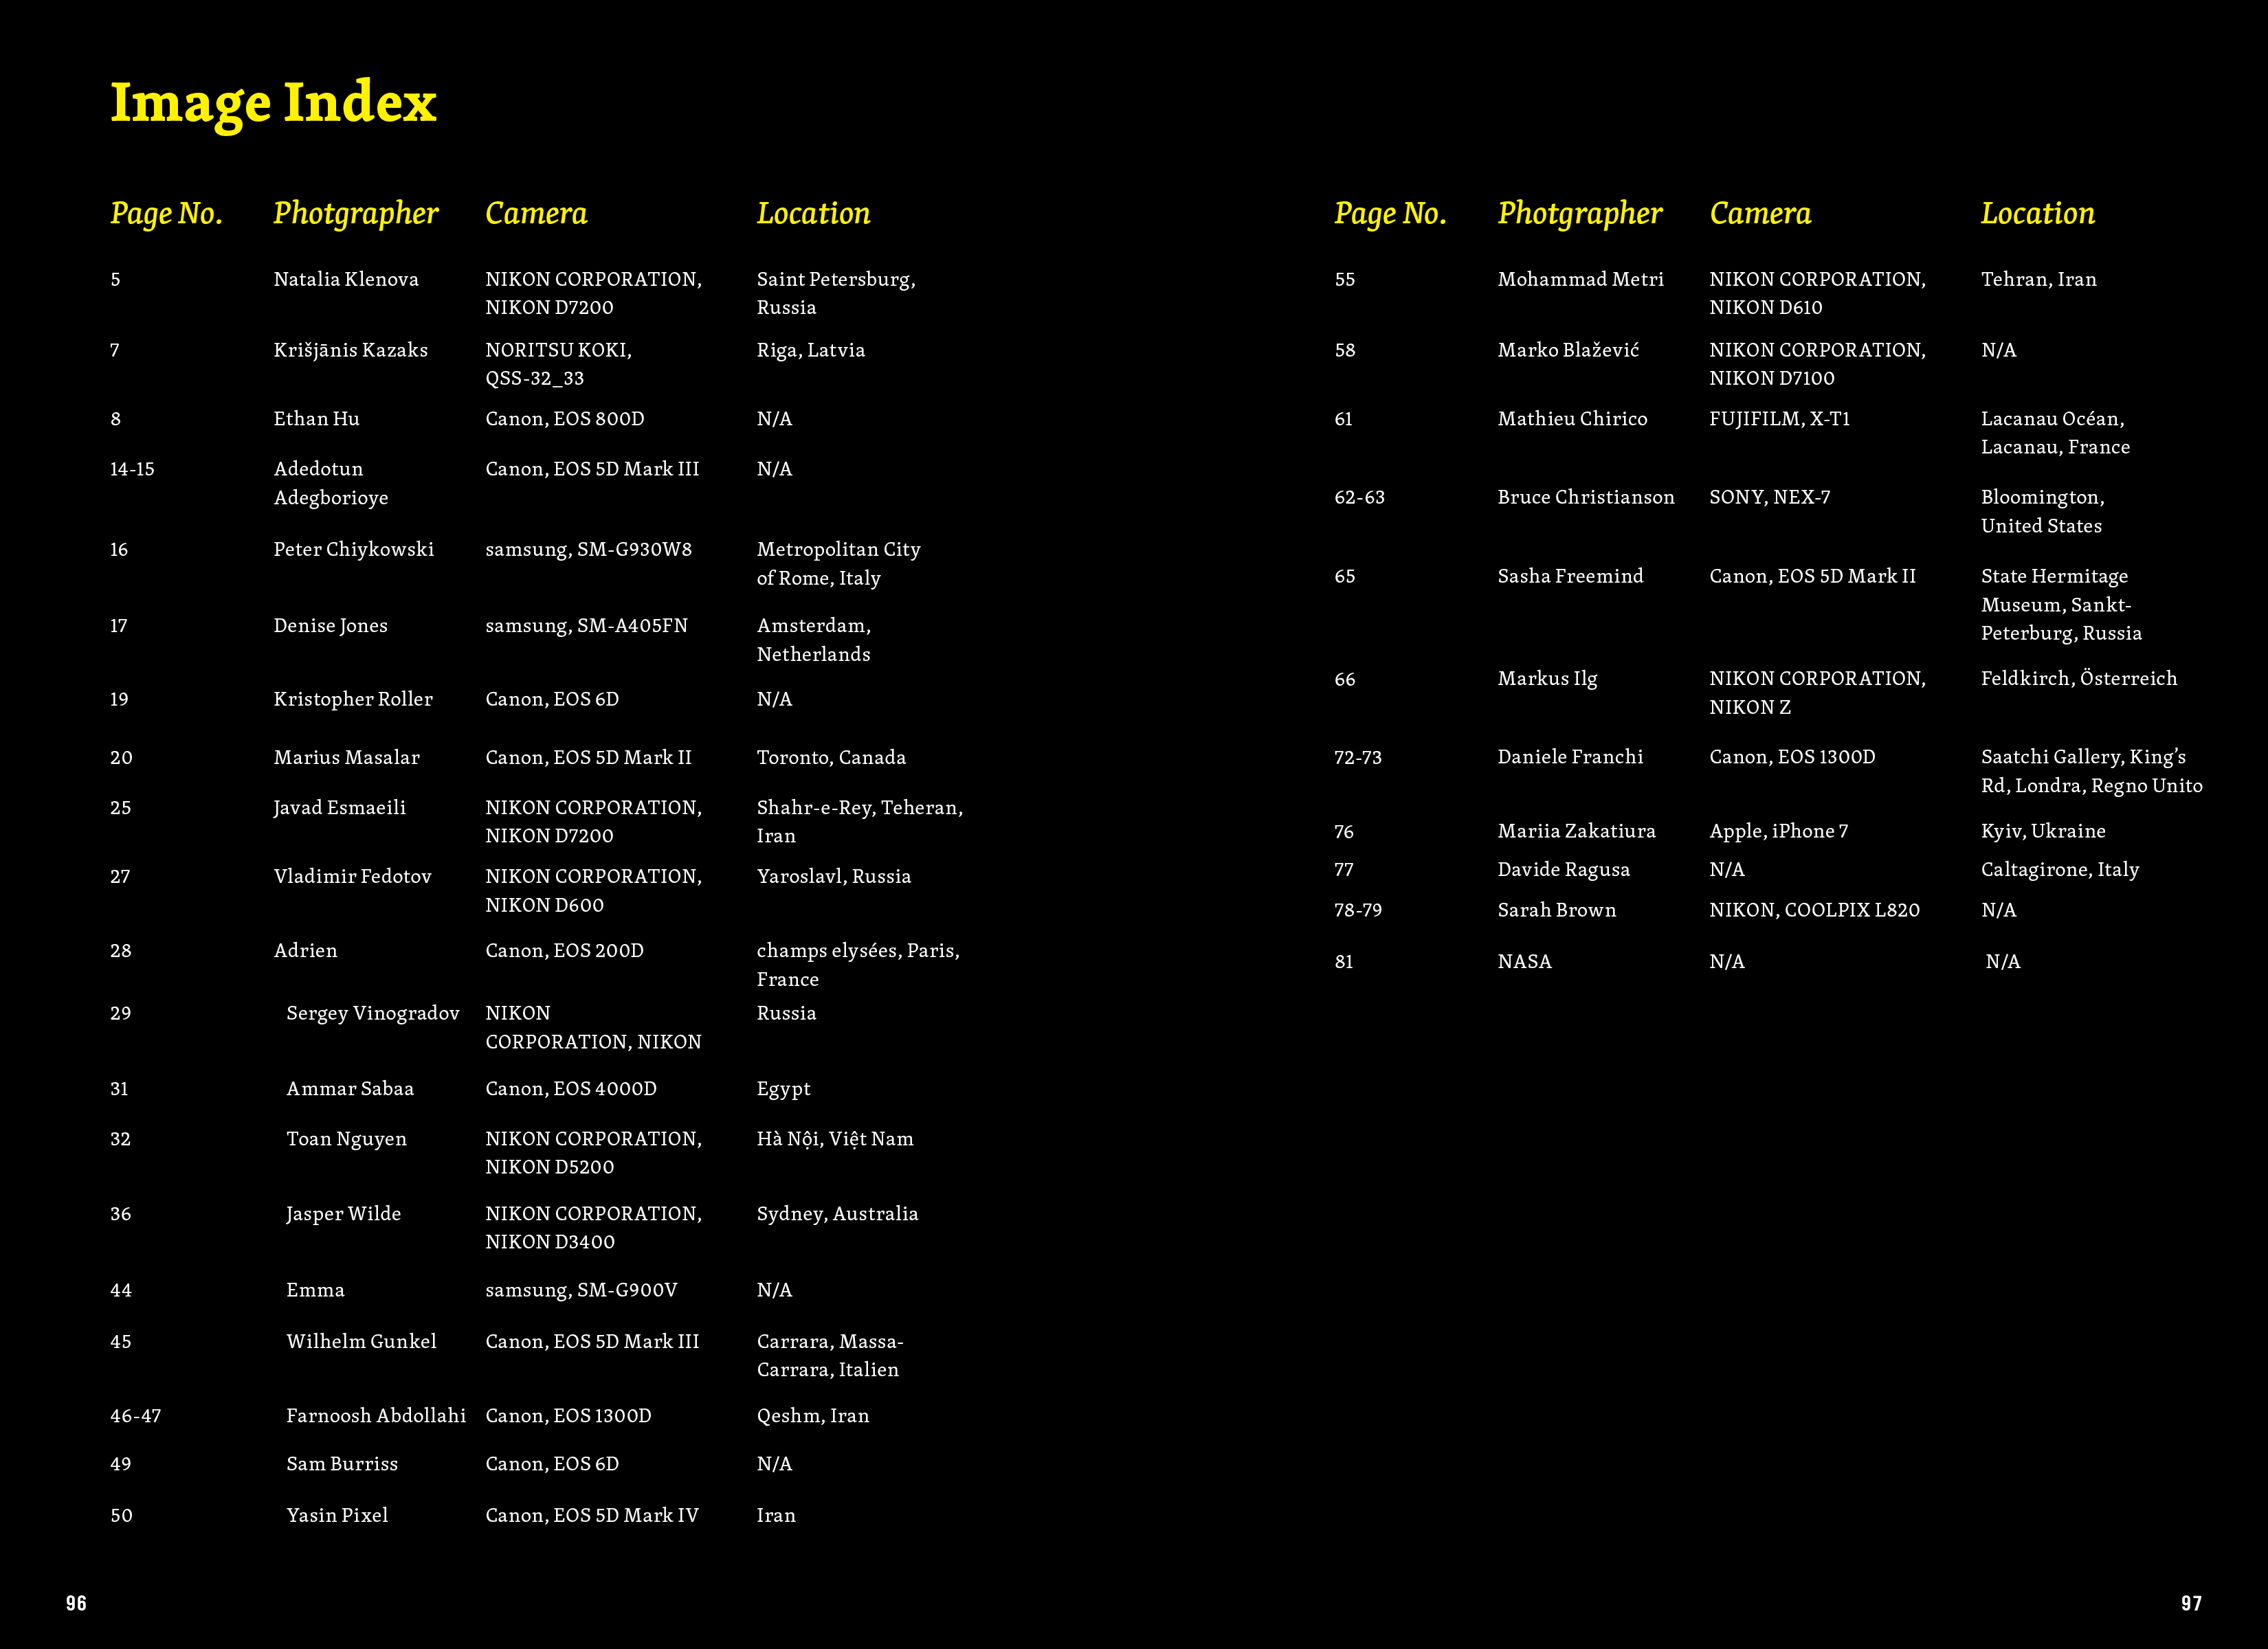 Image Index
Page No. Photgrapher Camera Location
5 Natalia Klenova NIKON CORPORATION, Saint Petersburg,
NIKON D7200 Russia
7 Krišjānis Kazaks NORITSU KOKI, Riga, Latvia
QSS-32_33
8 Ethan Hu Canon, EOS 800D N/A
14-15 Adedotun Canon, EOS 5D Mark III N/A
Adegborioye
16 Peter Chiykowski samsung, SM-G930W8 Metropolitan City
of Rome, Italy
17 Denise Jones samsung, SM-A405FN Amsterdam,
Netherlands
19 Kristopher Roller Canon, EOS 6D N/A
20 Marius Masalar Canon, EOS 5D Mark II Toronto, Canada
25 Javad Esmaeili NIKON CORPORATION, Shahr-e-Rey, Teheran,
NIKON D7200 Iran
27 Vladimir Fedotov NIKON CORPORATION, Yaroslavl, Russia
NIKON D600
28 Adrien Canon, EOS 200D champs elysées, Paris,
France
29 Sergey Vinogradov NIKON Russia
CORPORATION, NIKON
31 Ammar Sabaa Canon, EOS 4000D Egypt
32 Toan Nguyen NIKON CORPORATION, Hà Nội, Việt Nam
NIKON D5200
36 Jasper Wilde NIKON CORPORATION, Sydney, Australia
NIKON D3400
44 Emma samsung, SM-G900V N/A
45 Wilhelm Gunkel Canon, EOS 5D Mark III Carrara, Massa-
Carrara, Italien
46-47 Farnoosh Abdollahi Canon, EOS 1300D Qeshm, Iran
49 Sam Burriss Canon, EOS 6D N/A
50 Yasin Pixel Canon, EOS 5D Mark IV Iran
96
Page No. Photgrapher Camera Location
55 Mohammad Metri NIKON CORPORATION, Tehran, Iran
NIKON D610
58 Marko Blažević NIKON CORPORATION, N/A
NIKON D7100
61 Mathieu Chirico FUJIFILM, X-T1 Lacanau Océan,
Lacanau, France
62-63 Bruce Christianson SONY, NEX-7 Bloomington,
United States
65 Sasha Freemind Canon, EOS 5D Mark II State Hermitage
Museum, Sankt-
Peterburg, Russia
66 Markus Ilg NIKON CORPORATION, Feldkirch, Österreich
NIKON Z
72-73 Daniele Franchi Canon, EOS 1300D Saatchi Gallery, King’s
Rd, Londra, Regno Unito
76 Mariia Zakatiura Apple, iPhone 7 Kyiv, Ukraine
77 Davide Ragusa N/A Caltagirone, Italy
78-79 Sarah Brown NIKON, COOLPIX L820 N/A
81 NASA N/A N/A
97